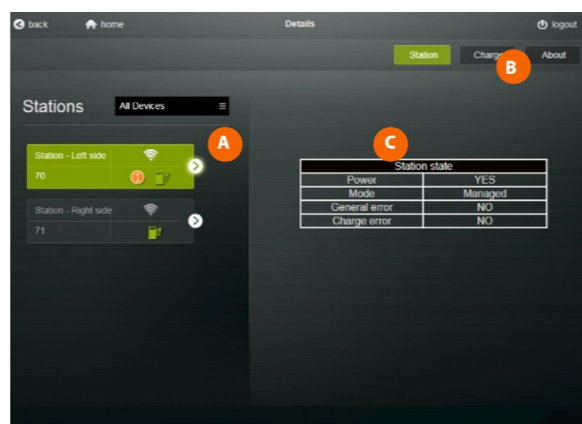 back home Details logout
Station Charge About
B
Stations All Devices
A
C
Station - Left side
70
Station - Right side
71
Station state
Power YES
Mode Managed
General error NO
Charge error NO